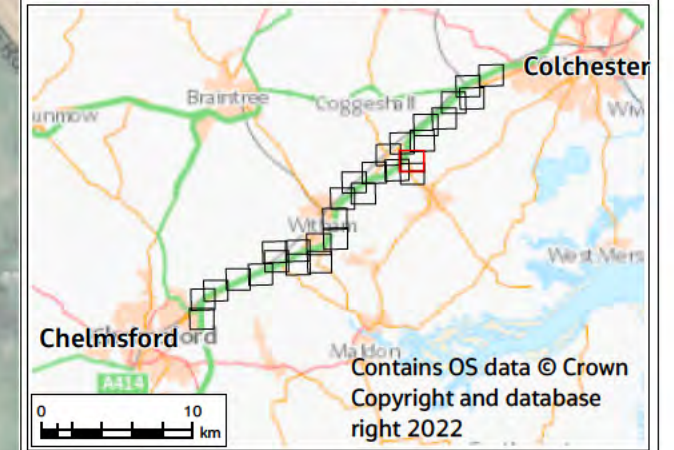 Colchester
Braintree
Coggeshall
unmow
Witham
West Mers
Chelmsford
Maldon
A414
Contains OS data © Crown
Copyright and database
right 2022
0 10
km